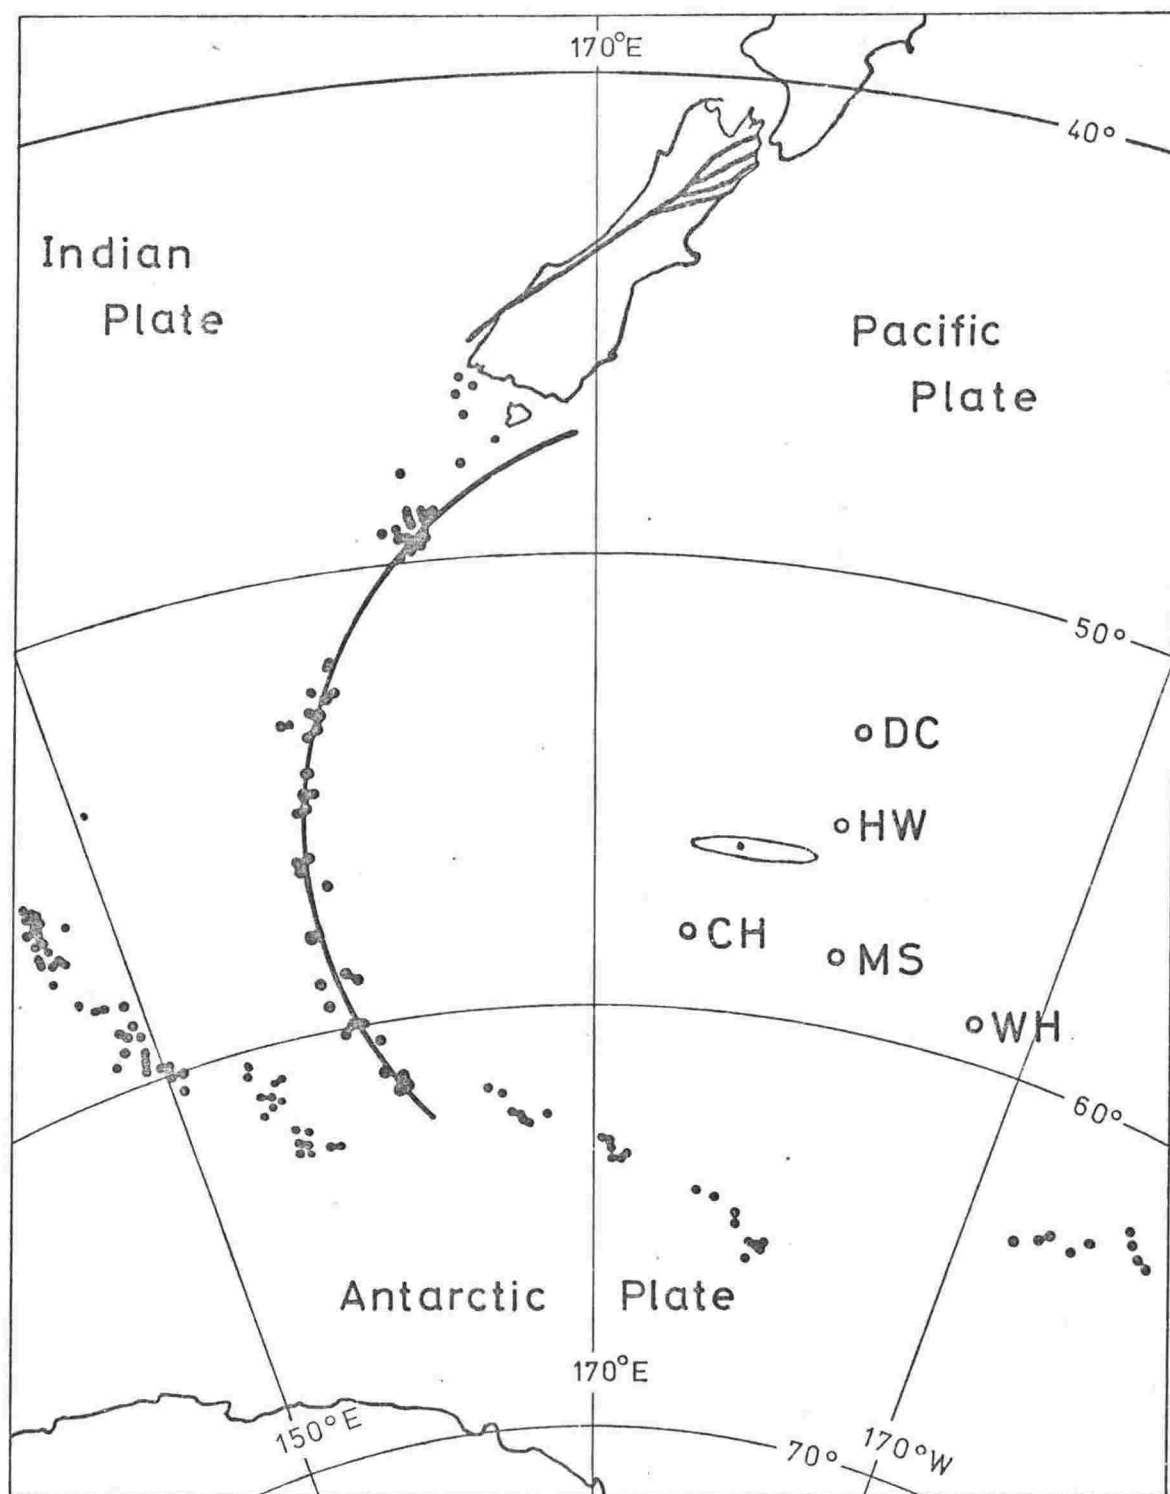 170°E
40°
Indian
Plate
Pacific
Plate
50°
DC
HW
CH
MS
WH
60°
Antarctic Plate
170°E
150°E
70°
170°W